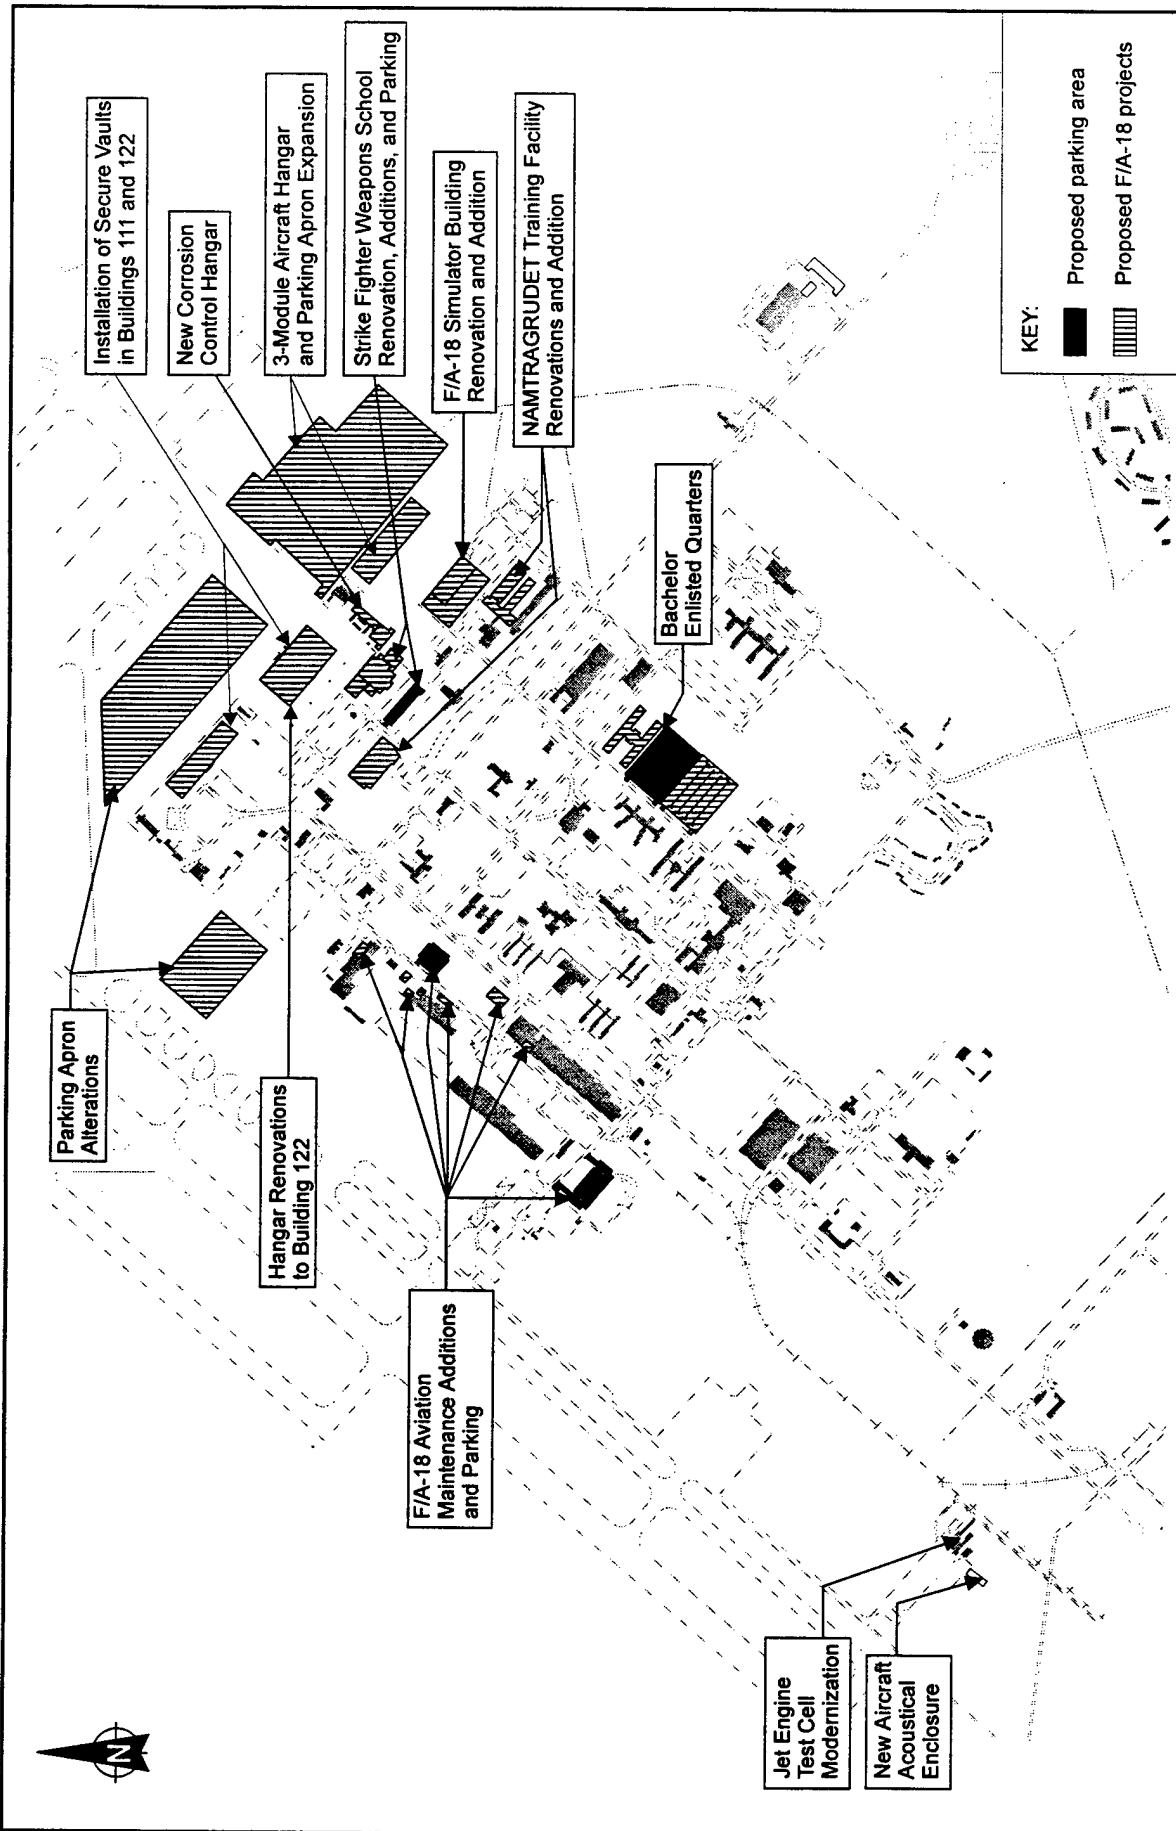 Installation of Secure Vaults
in Buildings 111 and 122
New Corrosion
Control Hangar
3-Module Aircraft Hangar
and Parking Apron Expansion
Strike Fighter Weapons School
Renovation, Additions, and Parking
F/A-18 Simulator Building
Renovation and Addition
NAMTRAGRUDET Training Facility
Renovations and Addition
Bachelor
Enlisted Quarters
Parking Apron
Alterations
Hangar Renovations
to Building 122
F/A-18 Aviation
Maintenance Additions
and Parking
Jet Engine
Test Cell
Modernization
New Aircraft
Acoustical
Enclosure
N
KEY:
Proposed parking area
Proposed F/A-18 projects